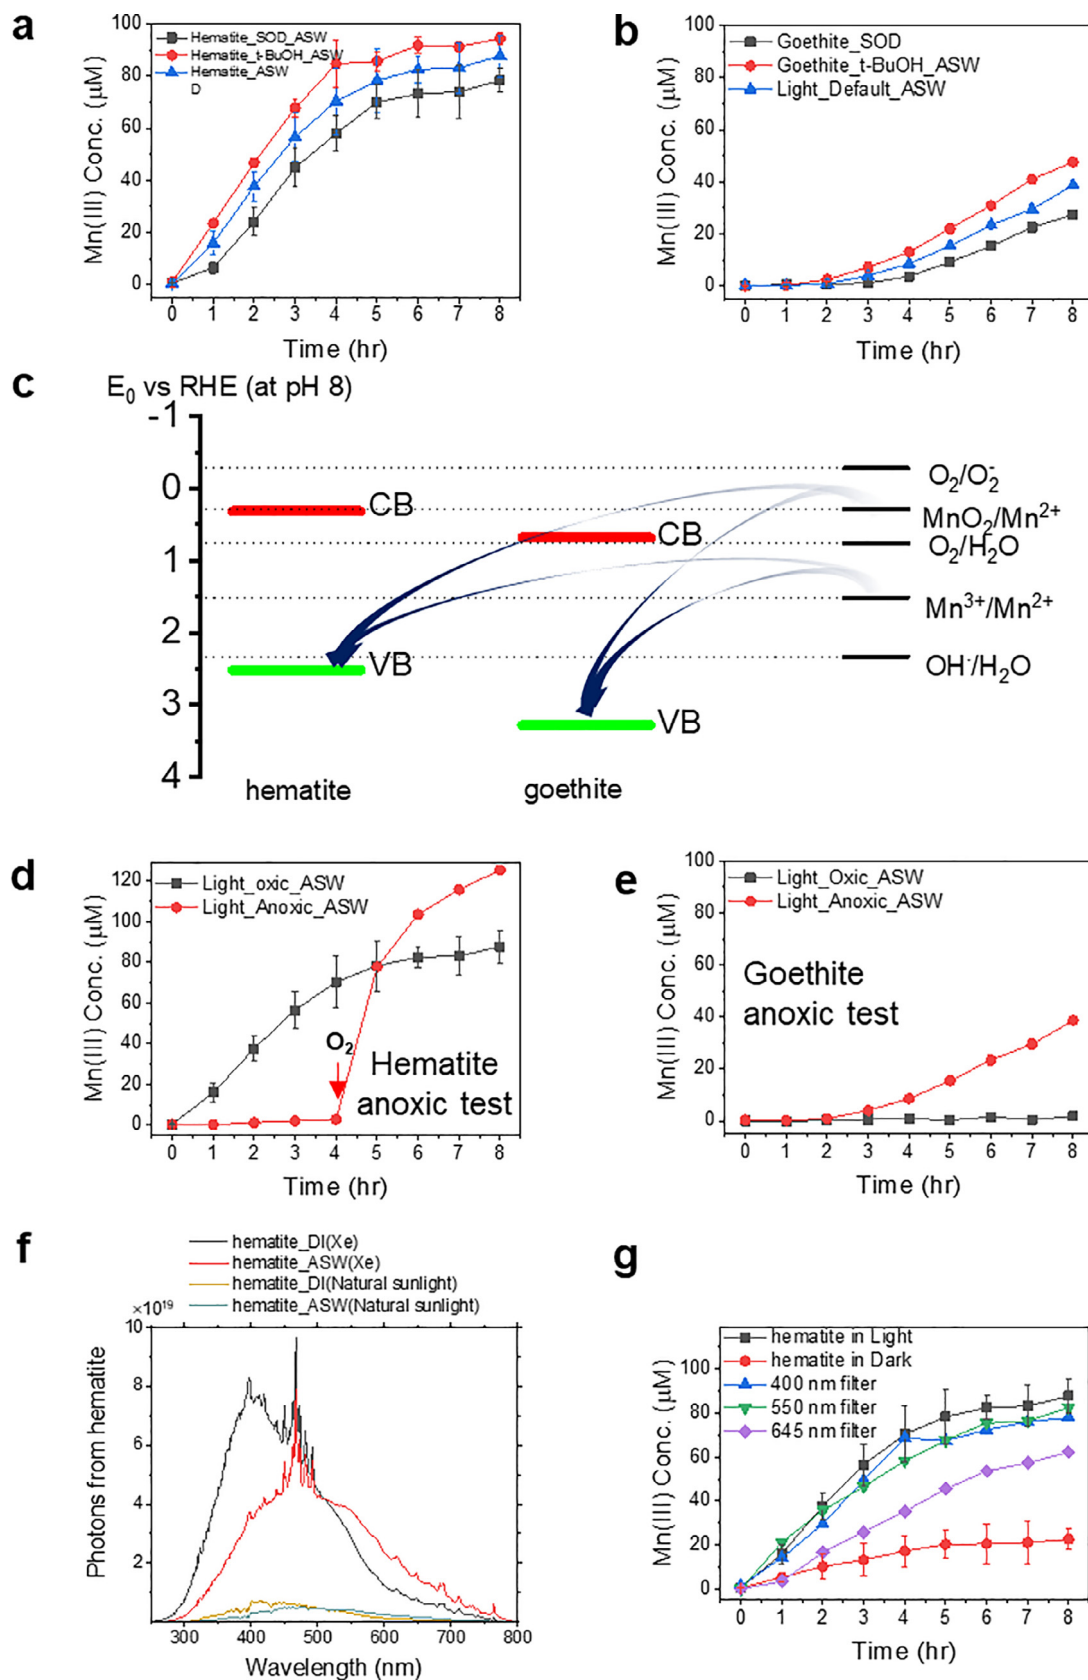 a
Hematite_SOD_ASW
Hematite_t-BuOH_ASW
Hematite_ASW
D
Mn(III) Conc. (μM)
100
80
60
40
20
0
0 1 2 3 4 5 6 7 8
Time (hr)
b
Goethite_SOD
Goethite_t-BuOH_ASW
Light_Default_ASW
Mn(III) Conc. (μM)
100
80
60
40
20
0
0 1 2 3 4 5 6 7 8
Time (hr)
c
E₀ vs RHE (at pH 8)
-1
0
1
2
3
4
CB
VB
hematite
CB
VB
goethite
O₂/O₂⁻
MnO₂/Mn²⁺
O₂/H₂O
Mn³⁺/Mn²⁺
OH·/H₂O
d
Light_oxic_ASW
Light_Anoxic_ASW
Mn(III) Conc. (μM)
120
100
80
60
40
20
0
O₂
Hematite
anoxic test
0 1 2 3 4 5 6 7 8
Time (hr)
e
Light_Oxic_ASW
Light_Anoxic_ASW
Mn(III) Conc. (μM)
100
80
60
40
20
0
Goethite
anoxic test
0 1 2 3 4 5 6 7 8
Time (hr)
f
hematite_DI(Xe)
hematite_ASW(Xe)
hematite_DI(Natural sunlight)
hematite_ASW(Natural sunlight)
×10¹⁹
Photons from hematite
10
8
6
4
2
300 400 500 600 700 800
Wavelength (nm)
g
hematite in Light
hematite in Dark
400 nm filter
550 nm filter
645 nm filter
Mn(III) Conc. (μM)
100
80
60
40
20
0
0 1 2 3 4 5 6 7 8
Time (hr)